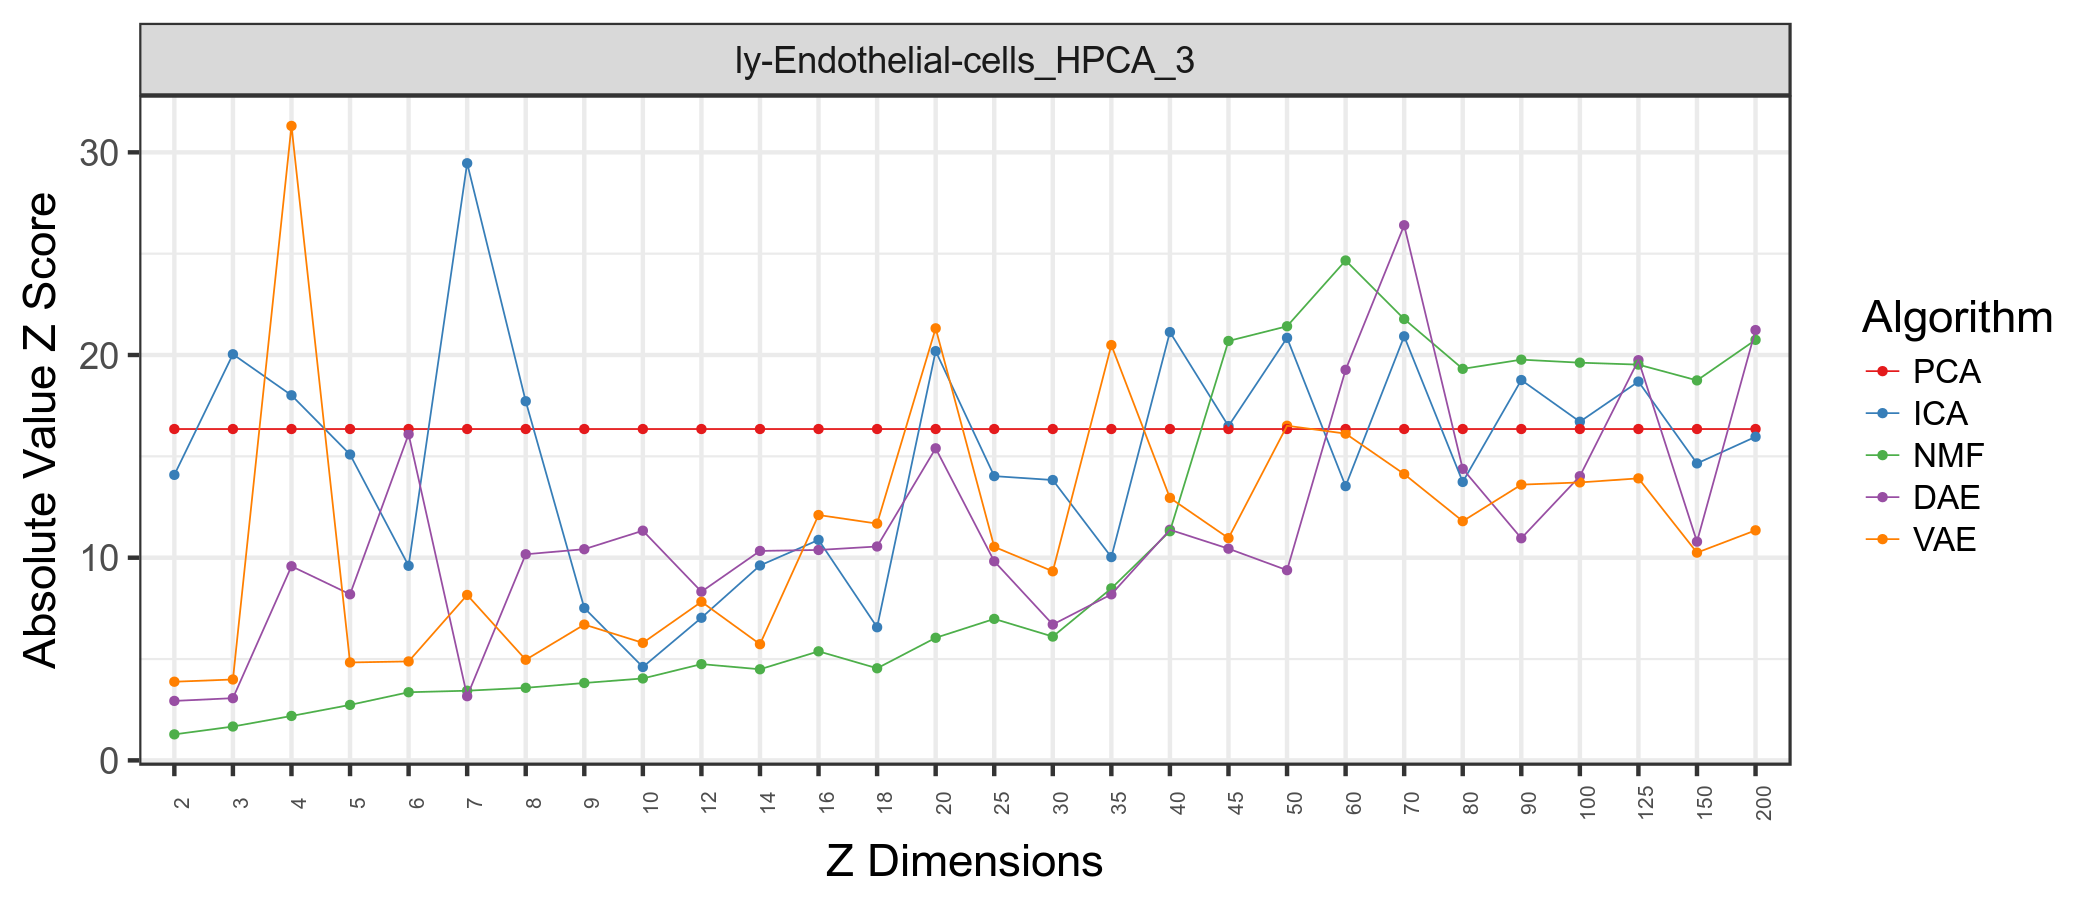 ly-Endothelial-cells_HPCA_3
Absolute Value Z Score
30
20
10
0
2 3 4 5 6 7 8 9 10 12 14 16 18 20 25 30 35 40 45 50 60 70 80 90 100 125 150 200
Z Dimensions
Algorithm
PCA
ICA
NMF
DAE
VAE